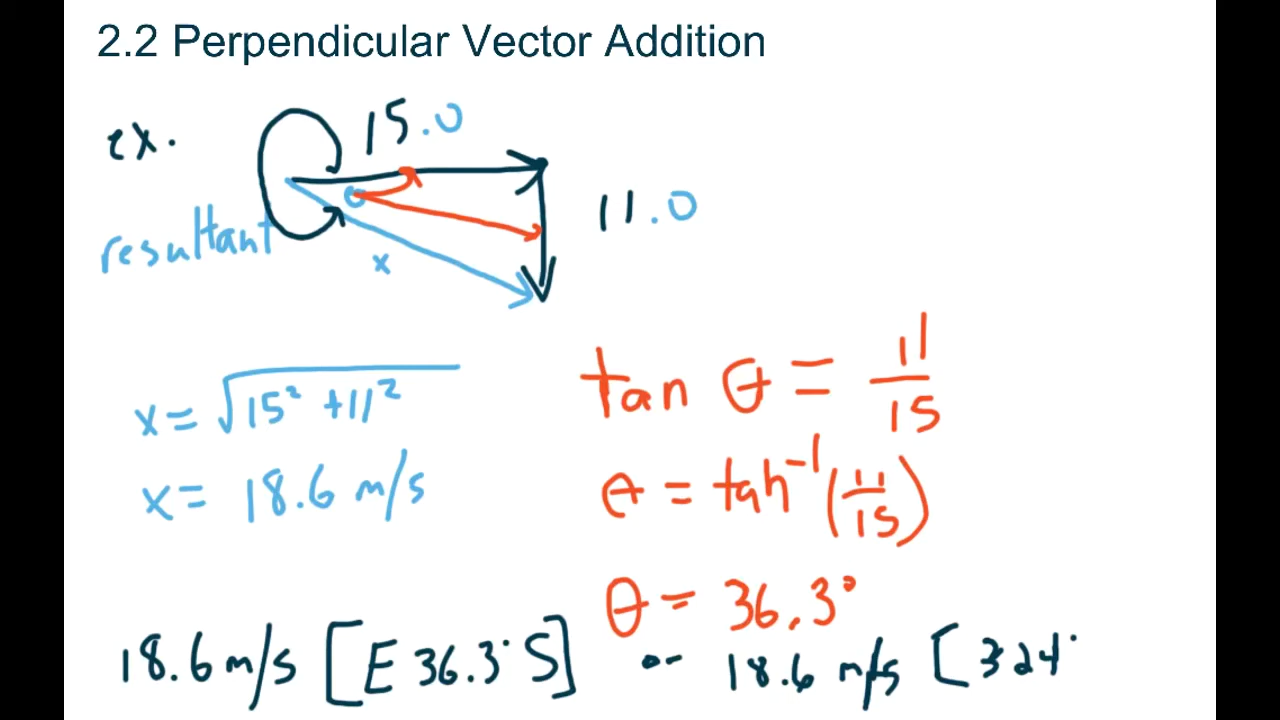 2.2 Perpendicular Vector Addition
ex.
15.0
11.0
resultant
x
θ
x = √15² + 11²
x = 18.6 m/s
tan θ = 11/15
θ = tan⁻¹(11/15)
θ = 36.3°
18.6 m/s [E 36.3° S] or 18.6 m/s [324°